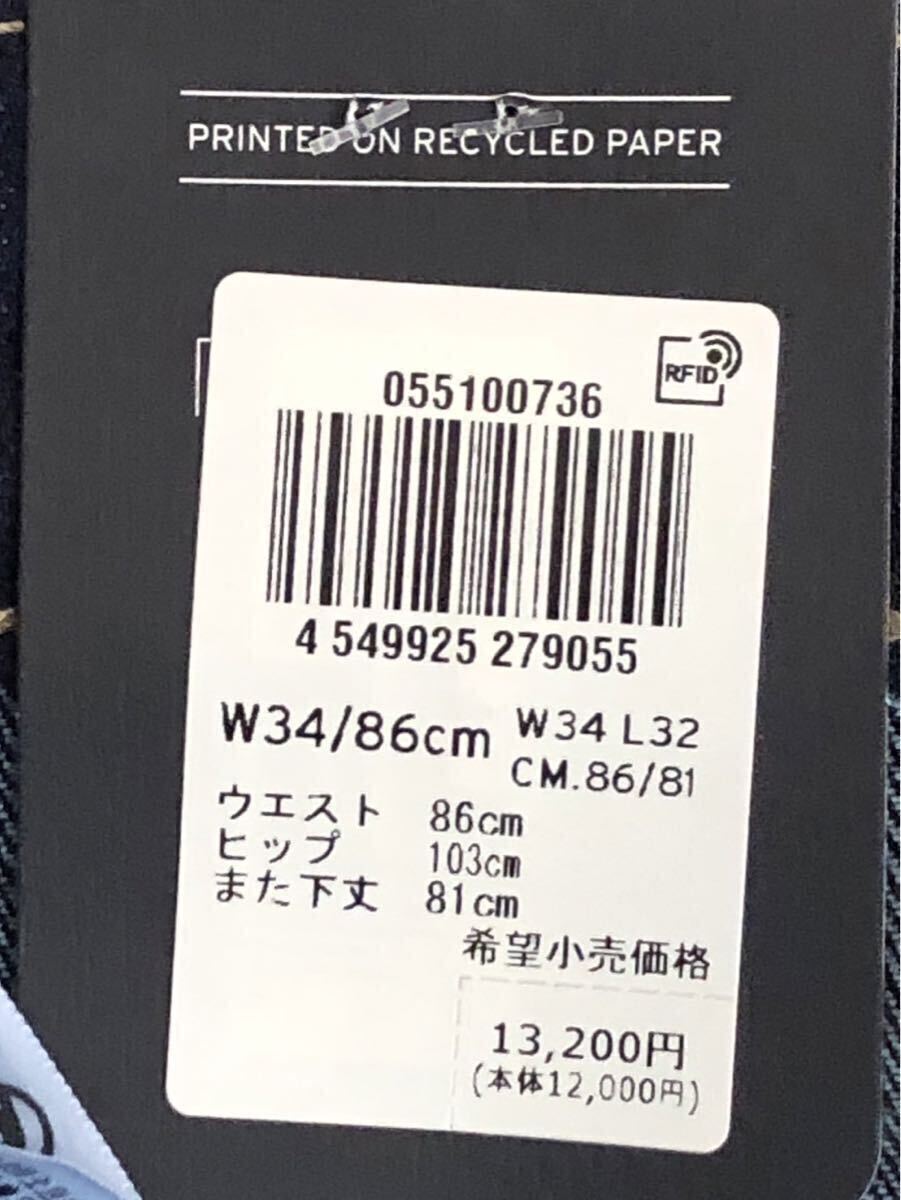 PRINTED ON RECYCLED PAPER
RFID
055100736
4 549925 279055
W34/86cm
W34 L32
CM.86/81
ウエスト 86cm
ヒップ 103cm
また下丈 81cm
希望小売価格
13,200円
(本体12,000円)